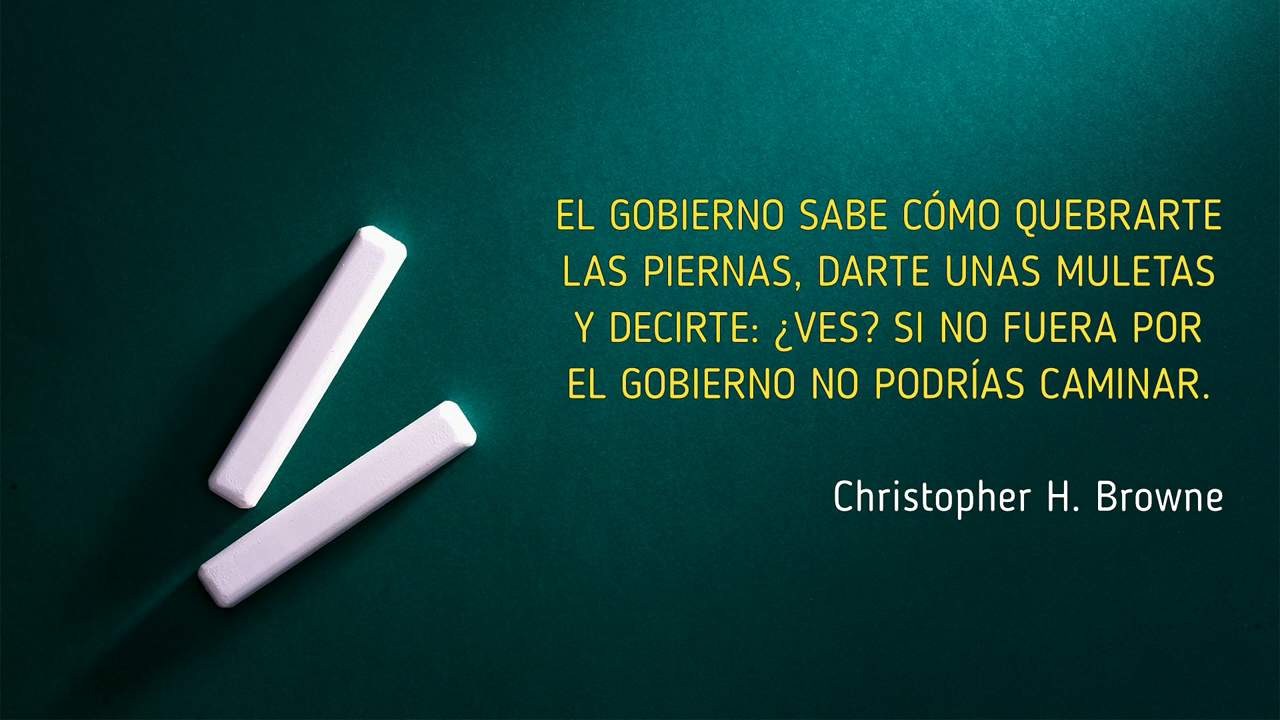 EL GOBIERNO SABE CÓMO QUEBRARTE
LAS PIERNAS, DARTE UNAS MULETAS
Y DECIRTE: ¿VES? SI NO FUERA POR
EL GOBIERNO NO PODRÍAS CAMINAR.
Christopher H. Browne